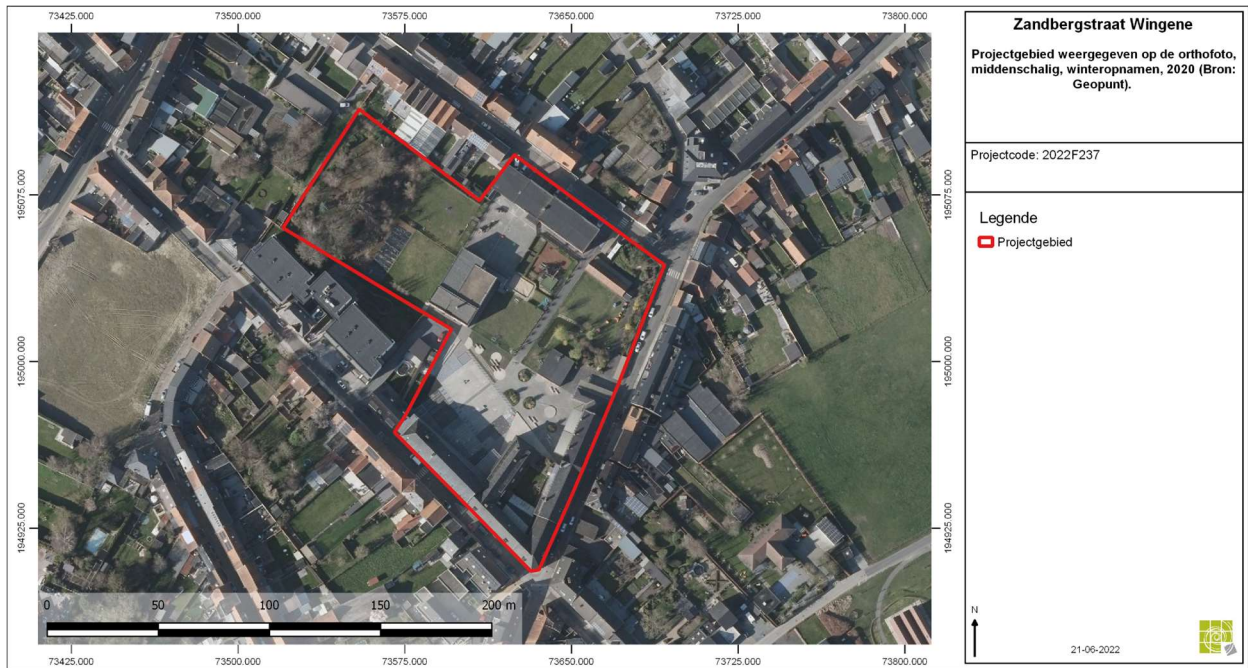 73425.000 73500.000 73575.000 73650.000 73725.000 73800.000
Zandbergstraat Wingene
Projectgebied weergegeven op de orthofoto,
middenschalig, winteropnamen, 2020 (Bron:
Geopunt).
Projectcode: 2022F237
195075.000 195075.000
Legende
Projectgebied
195000.000 195000.000
194925.000 194925.000
0 50 100 150 200 m
N
21-06-2022
73425.000 73500.000 73575.000 73650.000 73725.000 73800.000